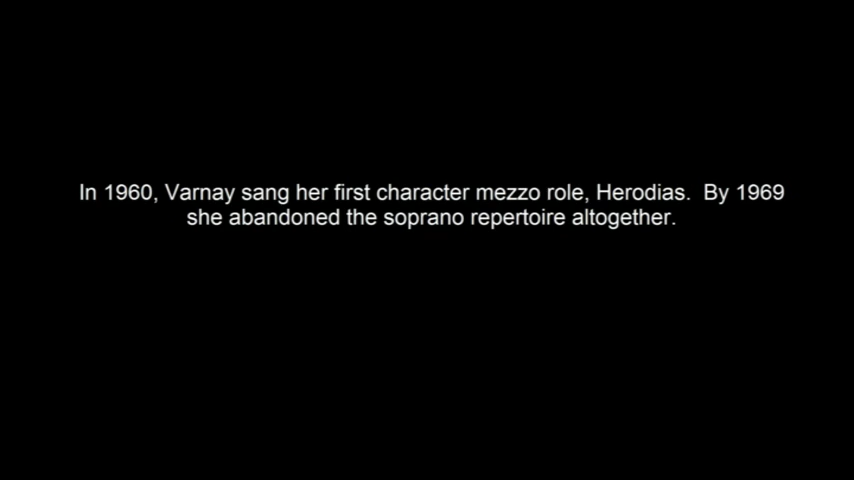 In 1960, Varnay sang her first character mezzo role, Herodias.  By 1969
she abandoned the soprano repertoire altogether.